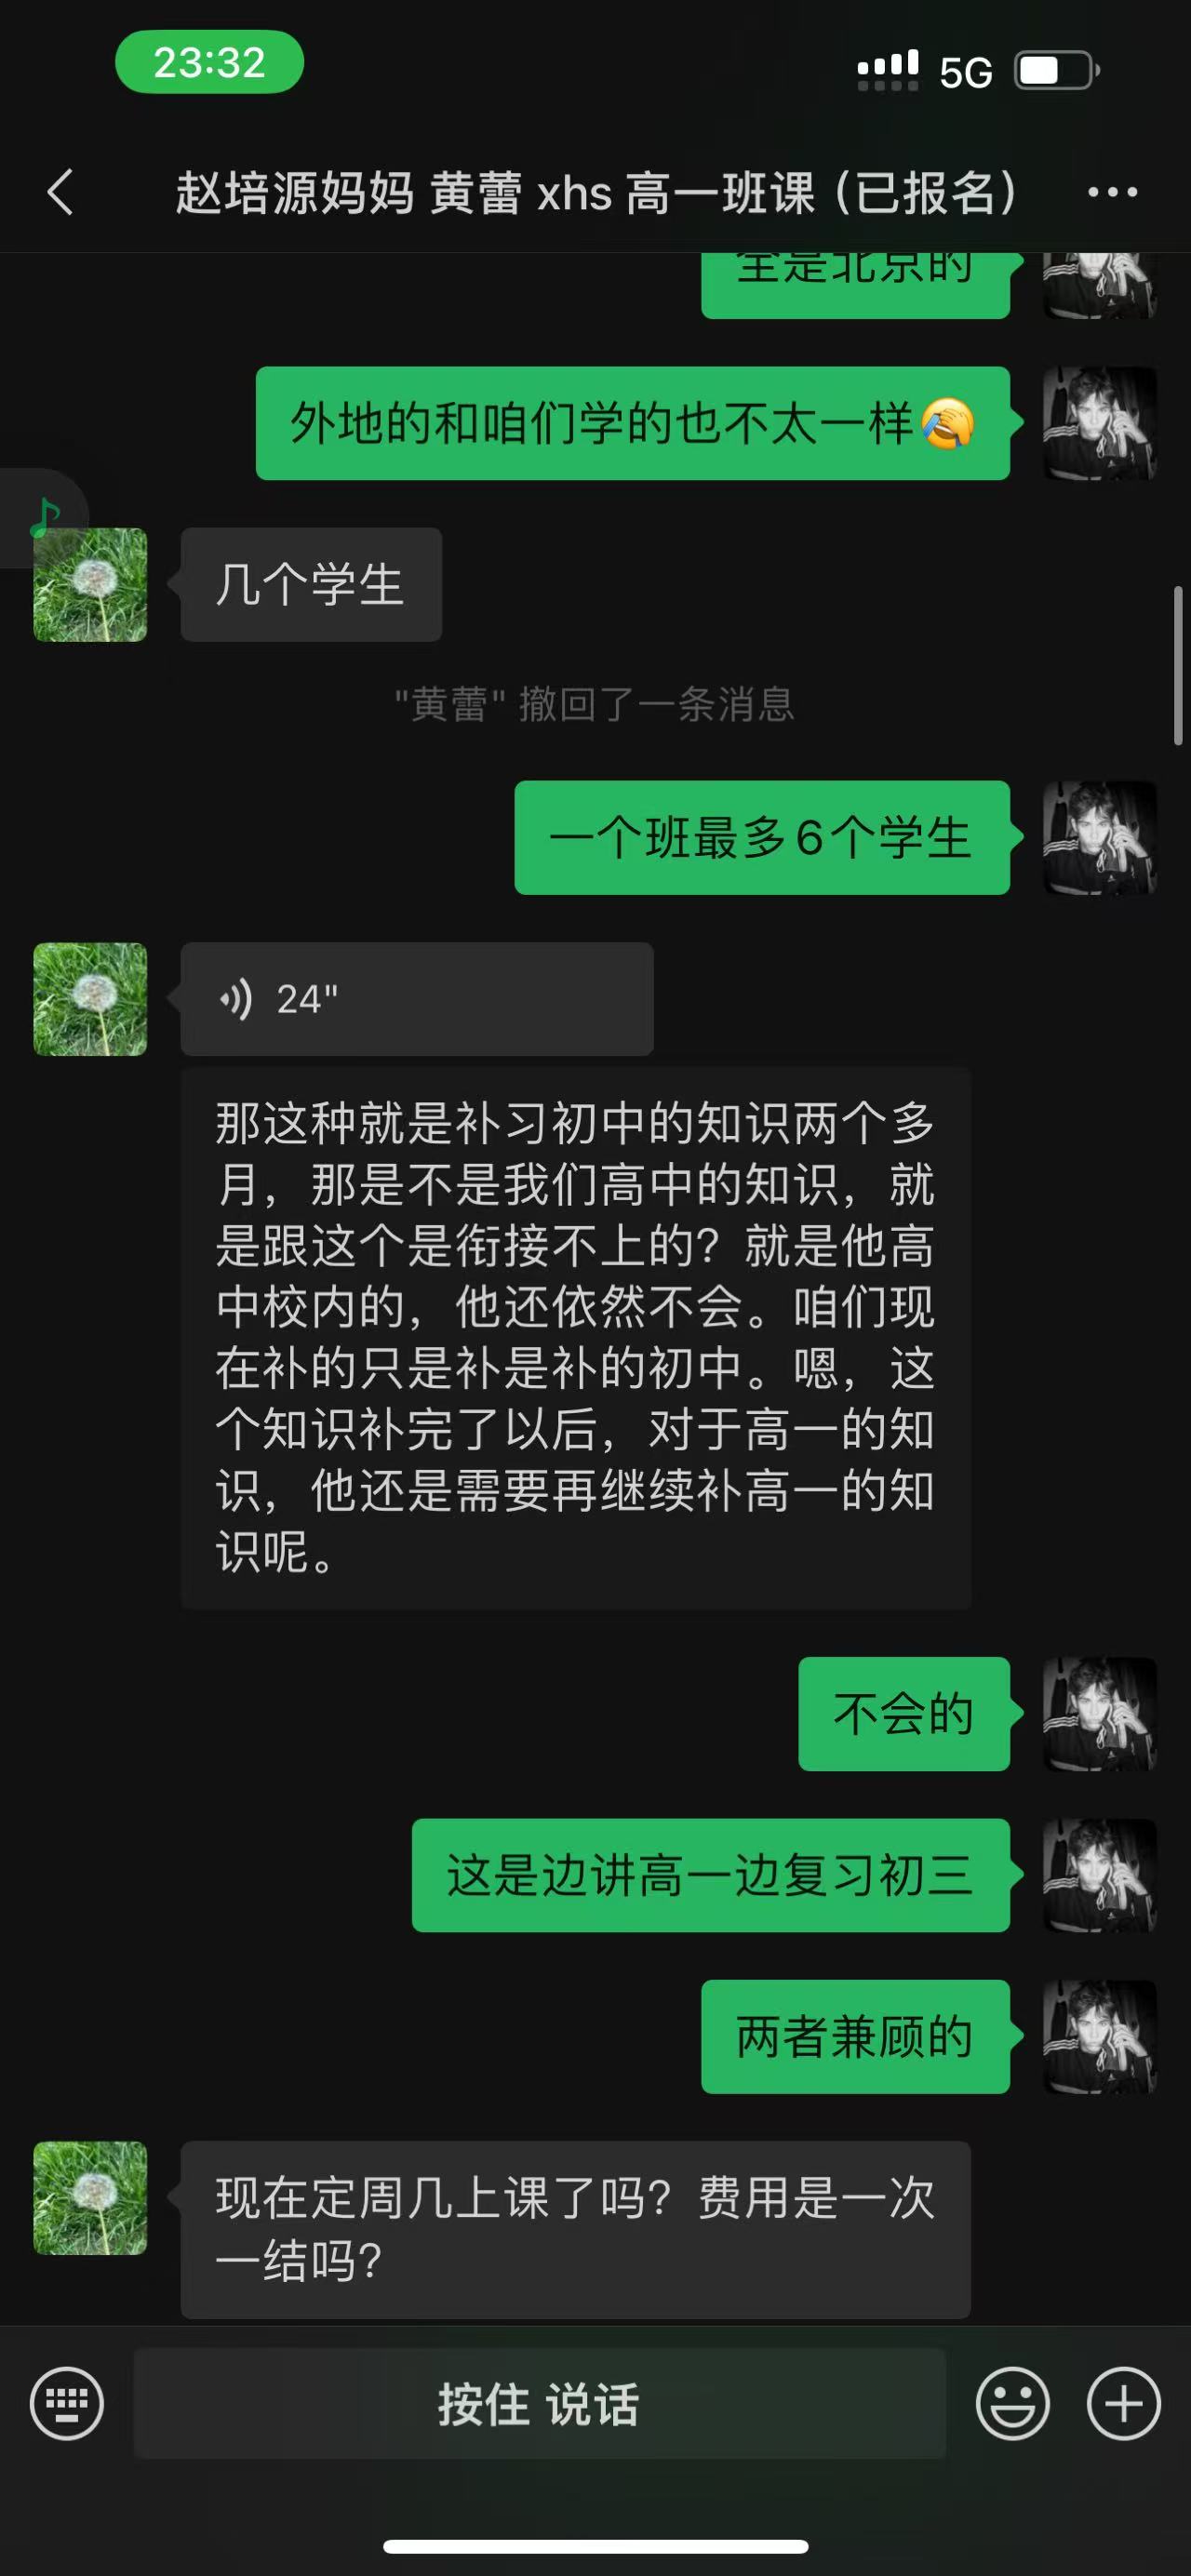 23:32
5G
赵培源妈妈 黄蕾 xhs 高一班课（已报名）
全是北京的
外地的和咱们学的也不太一样🤣
几个学生
"黄蕾" 撤回了一条消息
一个班最多6个学生
24"
那这种就是补习初中的知识两个多
月，那是不是我们高中的知识，就
是跟这个是衔接不上的？就是他高
中校内的，他还依然不会。咱们现
在补的只是补是补的初中。嗯，这
个知识补完了以后，对于高一的知
识，他还是需要再继续补高一的知
识呢。
不会的
这是边讲高一边复习初三
两者兼顾的
现在定周几上课了吗？费用是一次
一结吗？
按住 说话